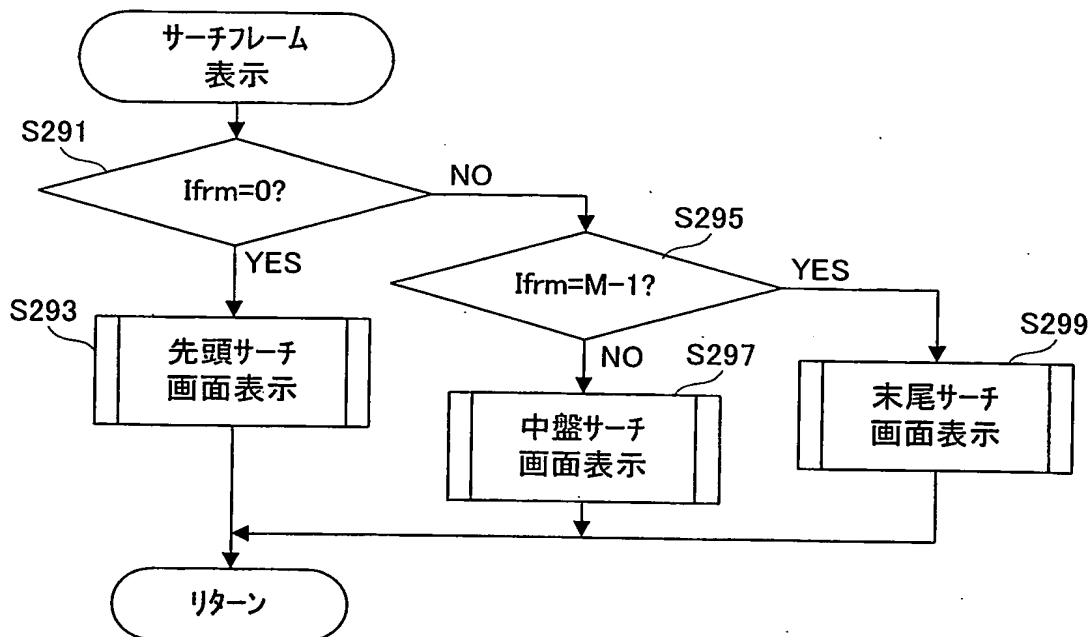 サーチフレーム
表示
S291
Ifrm=0?
NO
YES
S295
Ifrm=M-1?
YES
NO
S293
先頭サーチ
画面表示
S297
中盤サーチ
画面表示
S299
末尾サーチ
画面表示
リターン